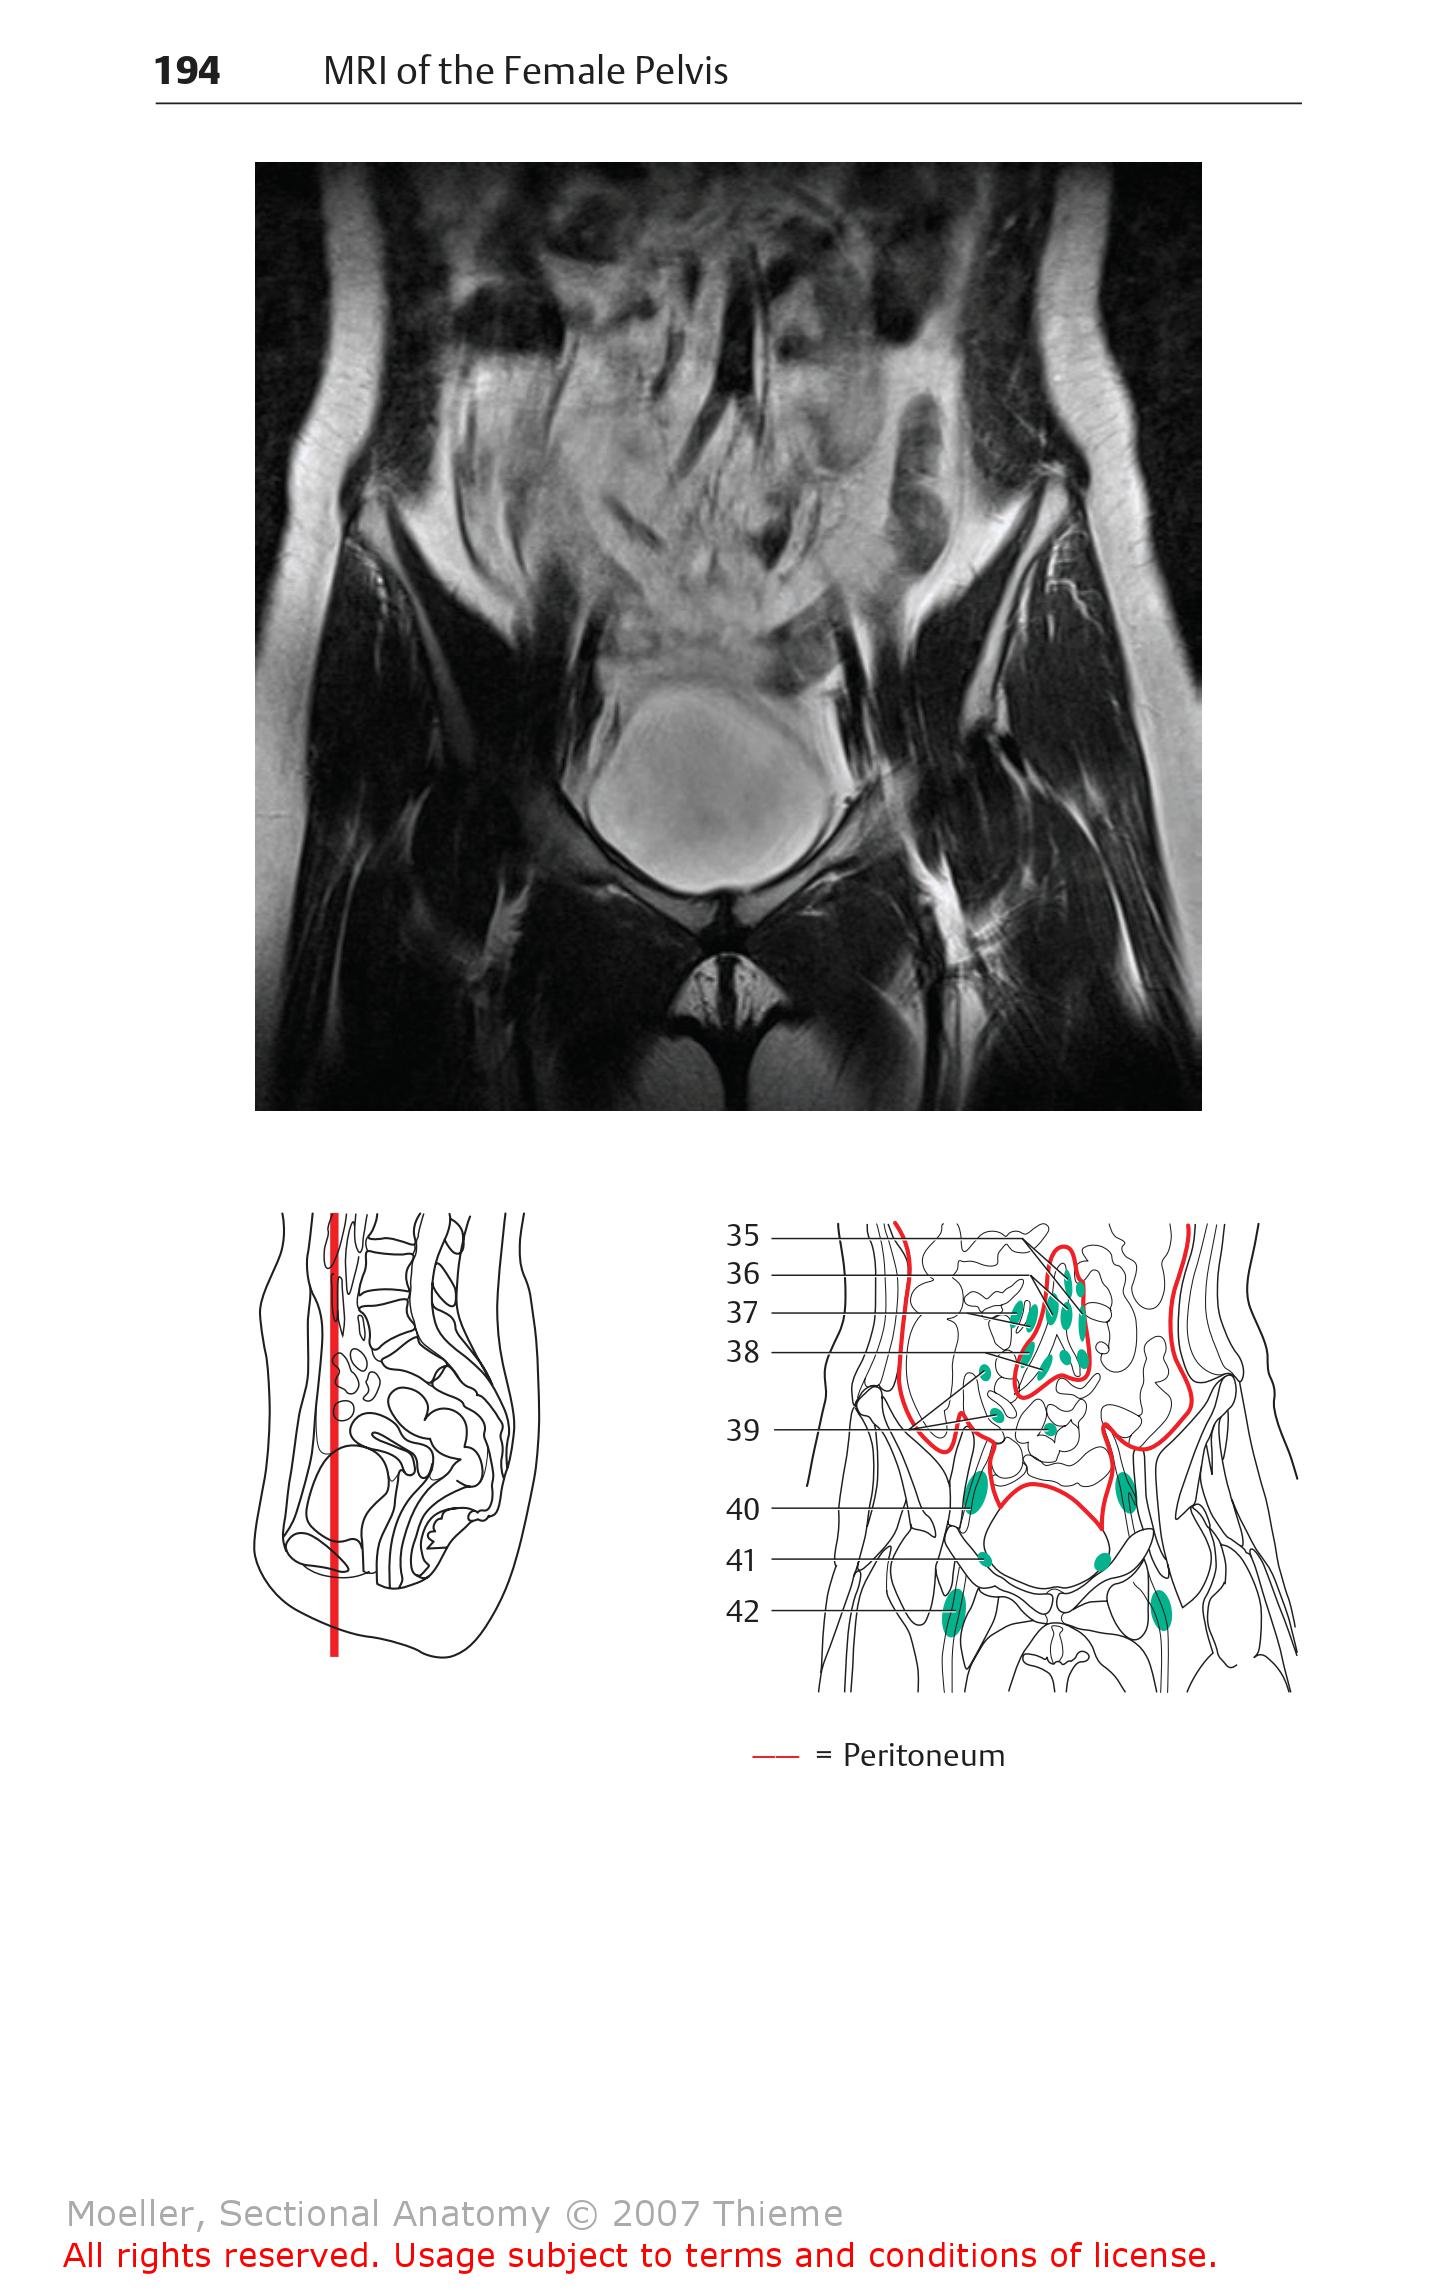 194 MRI of the Female Pelvis
35
36
37
38
39
40
41
42
= Peritoneum
Moeller, Sectional Anatomy © 2007 Thieme
All rights reserved. Usage subject to terms and conditions of license.